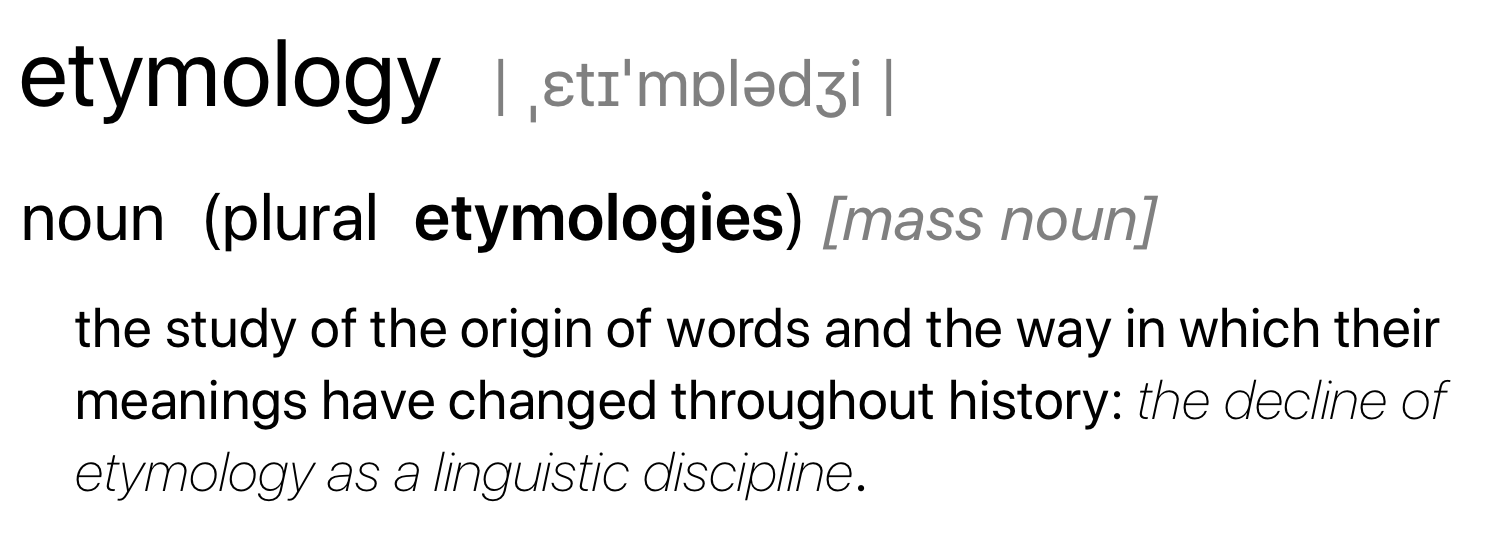 etymology | ˌɛtɪˈmɒlədʒi |
noun (plural etymologies) [mass noun]
the study of the origin of words and the way in which their
meanings have changed throughout history: the decline of
etymology as a linguistic discipline.